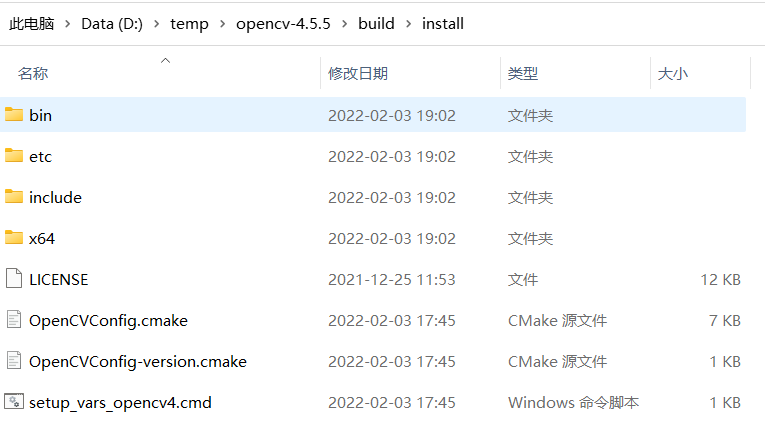 此电脑 > Data (D:) > temp > opencv-4.5.5 > build > install
名称 修改日期 类型 大小
bin 2022-02-03 19:02 文件夹
etc 2022-02-03 19:02 文件夹
include 2022-02-03 19:02 文件夹
x64 2022-02-03 19:02 文件夹
LICENSE 2021-12-25 11:53 文件 12 KB
OpenCVConfig.cmake 2022-02-03 17:45 CMake 源文件 7 KB
OpenCVConfig-version.cmake 2022-02-03 17:45 CMake 源文件 1 KB
setup_vars_opencv4.cmd 2022-02-03 17:45 Windows 命令脚本 1 KB